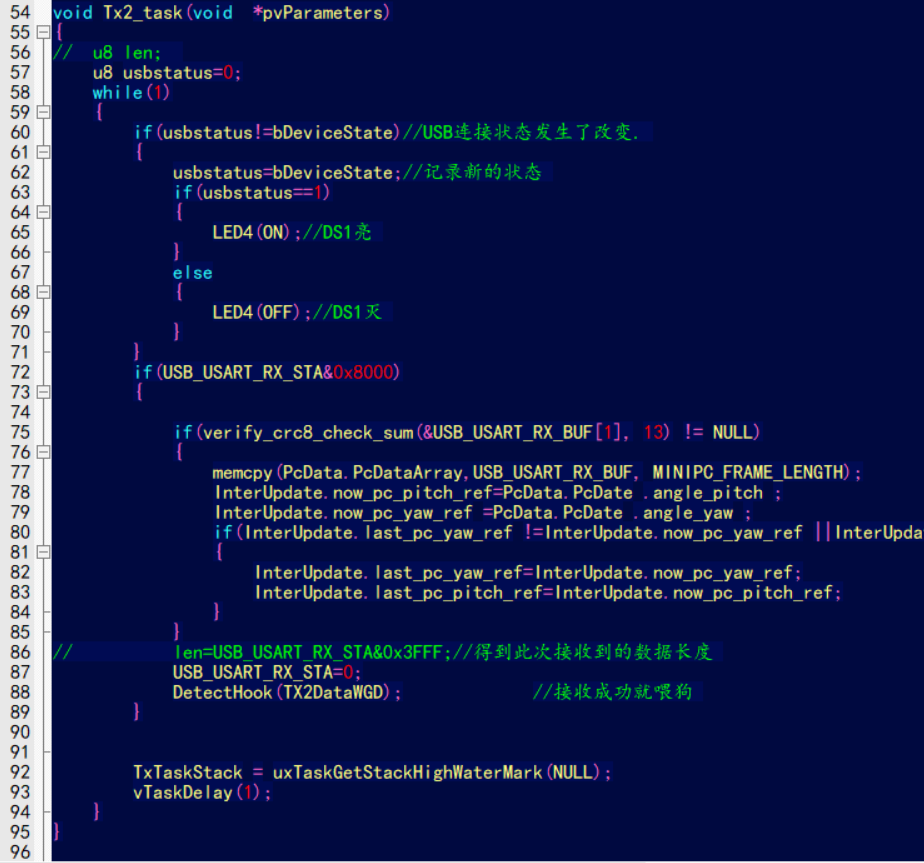 54 void Tx2_task(void  *pvParameters)
55 {
56 //  u8 len;
57     u8 usbstatus=0;
58     while(1)
59     {
60         if(usbstatus!=bDeviceState)//USB连接状态发生了改变.
61         {
62             usbstatus=bDeviceState;//记录新的状态
63             if(usbstatus==1)
64             {
65                 LED4(ON);//DS1亮
66             }
67             else
68             {
69                 LED4(OFF);//DS1灭
70             }
71         }
72         if(USB_USART_RX_STA&0x8000)
73         {
74
75             if(verify_crc8_check_sum(&USB_USART_RX_BUF[1], 13) != NULL)
76             {
77                 memcpy(PcData.PcDataArray,USB_USART_RX_BUF, MINIPC_FRAME_LENGTH);
78                 InterUpdate.now_pc_pitch_ref=PcData.PcDate .angle_pitch ;
79                 InterUpdate.now_pc_yaw_ref =PcData.PcDate .angle_yaw ;
80                 if(InterUpdate.last_pc_yaw_ref !=InterUpdate.now_pc_yaw_ref ||InterUpda
81                 {
82                     InterUpdate.last_pc_yaw_ref=InterUpdate.now_pc_yaw_ref;
83                     InterUpdate.last_pc_pitch_ref=InterUpdate.now_pc_pitch_ref;
84                 }
85             }
86 //          len=USB_USART_RX_STA&0x3FFF;//得到此次接收到的数据长度
87             USB_USART_RX_STA=0;
88             DetectHook(TX2DataWGD);             //接收成功就喂狗
89         }
90
91
92         TxTaskStack = uxTaskGetStackHighWaterMark(NULL);
93         vTaskDelay(1);
94     }
95 }
96